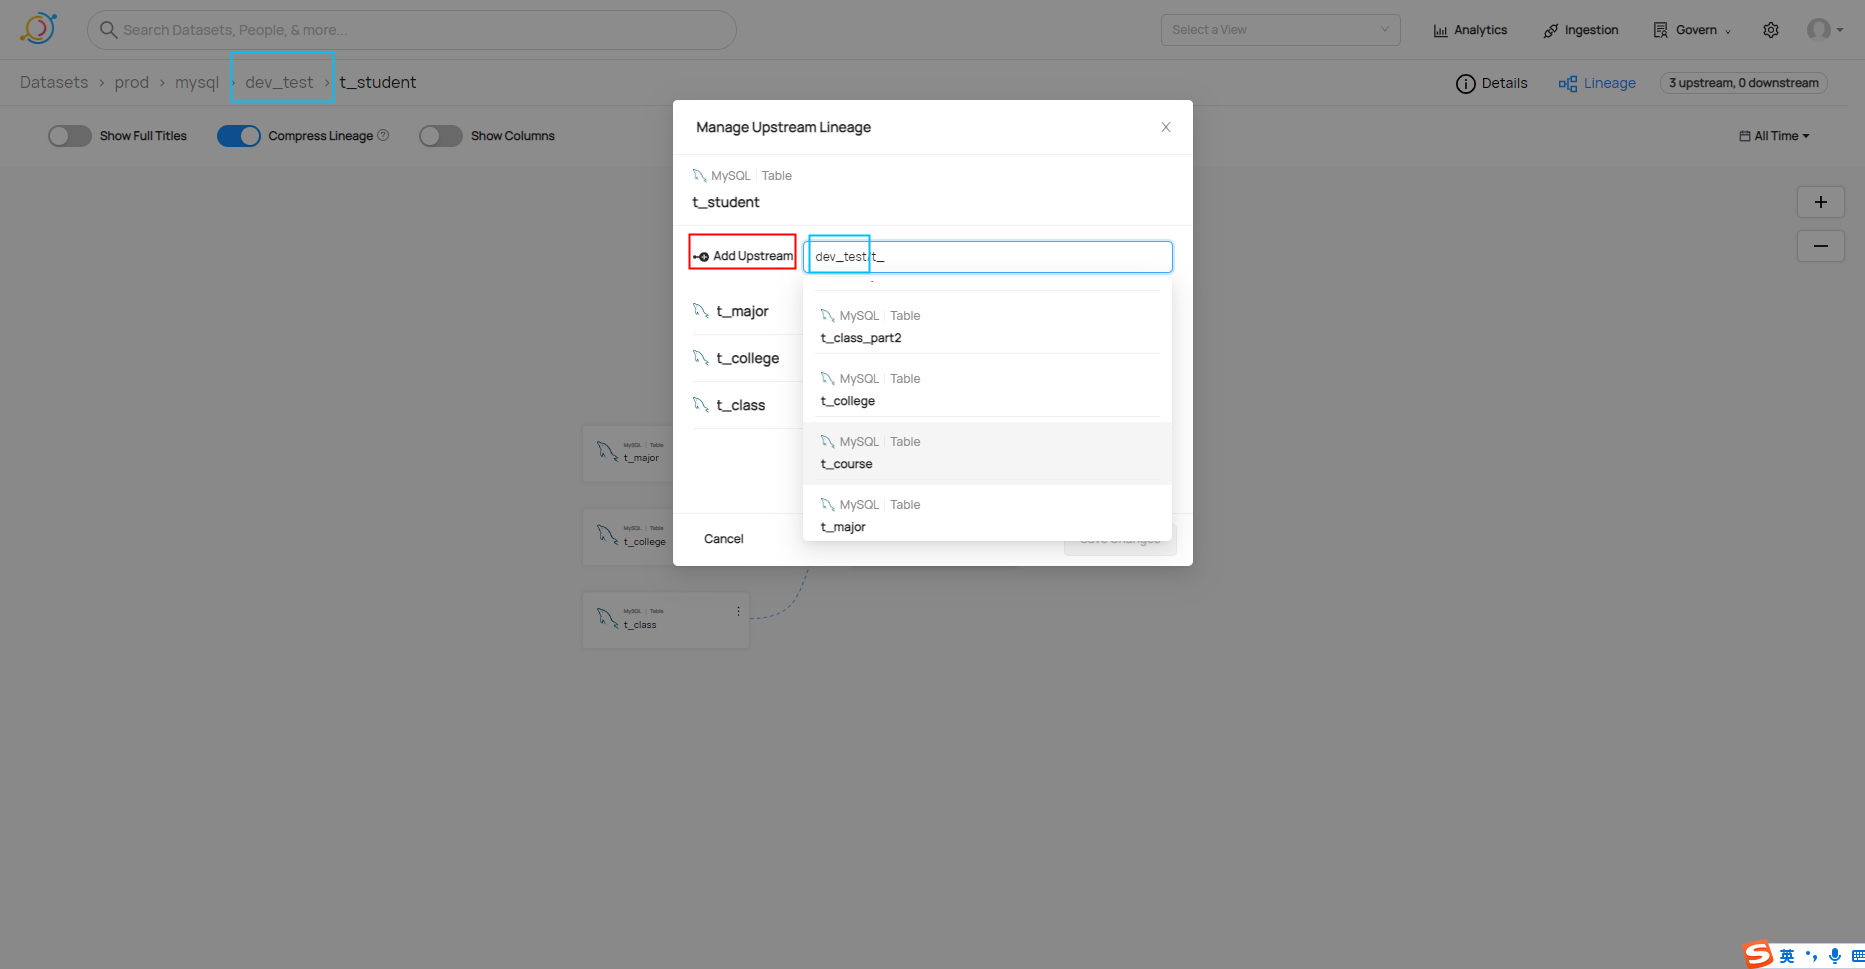 Search Datasets, People, & more...
Select a View
Analytics
Ingestion
Govern
Datasets > prod > mysql > dev_test > t_student
Details
Lineage
3 upstream, 0 downstream
Show Full Titles
Compress Lineage
Show Columns
All Time
Manage Upstream Lineage
MySQL | Table
t_student
Add Upstream
dev_test/t_
t_major
t_college
t_class
MySQL | Table
t_class_part2
MySQL | Table
t_college
MySQL | Table
t_course
MySQL | Table
t_major
Cancel
Save Changes
MySQL | Table
t_major
MySQL | Table
t_college
MySQL | Table
t_class
英